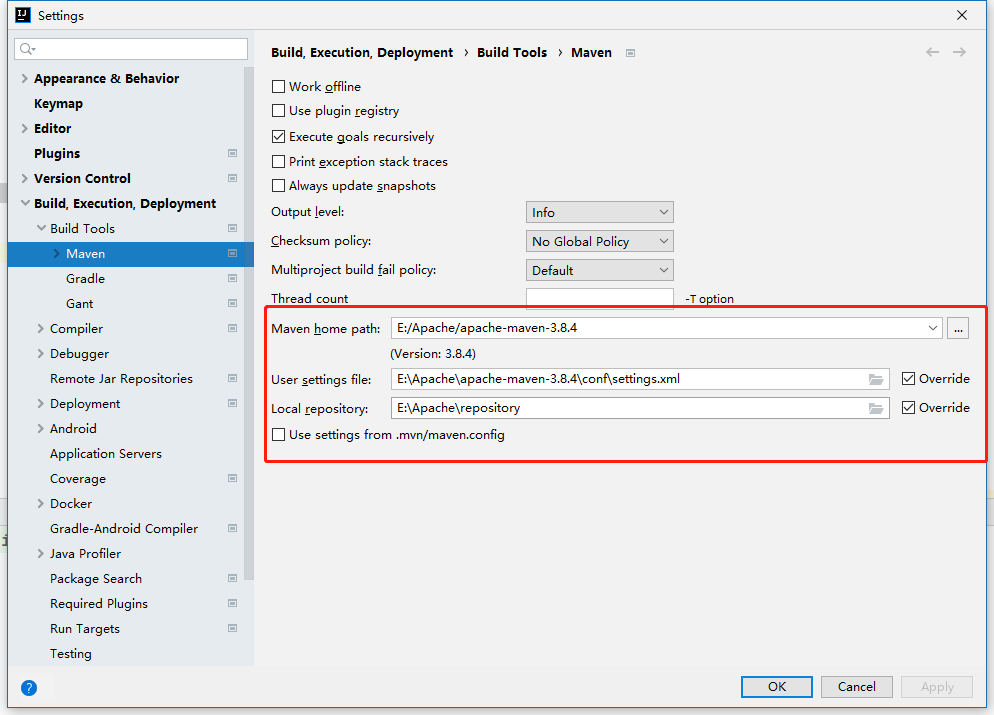 Settings
Build, Execution, Deployment › Build Tools › Maven
Appearance & Behavior
Keymap
Editor
Plugins
Version Control
Build, Execution, Deployment
Build Tools
Maven
Gradle
Gant
Compiler
Debugger
Remote Jar Repositories
Deployment
Android
Application Servers
Coverage
Docker
Gradle-Android Compiler
Java Profiler
Package Search
Required Plugins
Run Targets
Testing
Work offline
Use plugin registry
Execute goals recursively
Print exception stack traces
Always update snapshots
Output level: Info
Checksum policy: No Global Policy
Multiproject build fail policy: Default
Thread count -T option
Maven home path: E:/Apache/apache-maven-3.8.4 ...
(Version: 3.8.4)
User settings file: E:\Apache\apache-maven-3.8.4\conf\settings.xml Override
Local repository: E:\Apache\repository Override
Use settings from .mvn/maven.config
? OK Cancel Apply